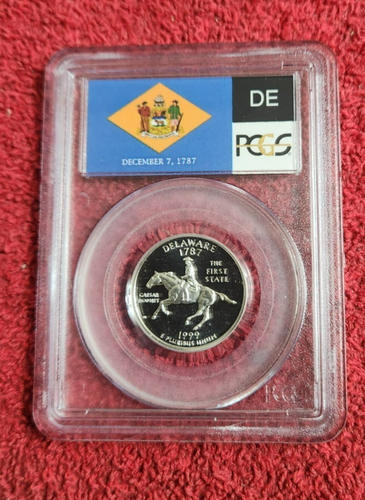 DE
PCGS
DECEMBER 7, 1787
DELAWARE
1787
THE
FIRST
STATE
CAESAR
RODNEY
1999
E PLURIBUS UNUM